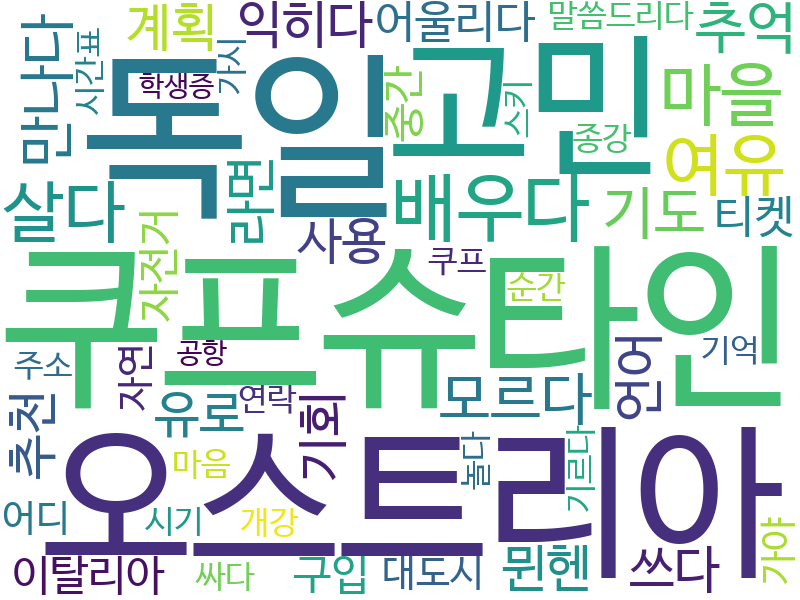 만나다
시간표
계획
익히다
어울리다
말씀드리다
추억
독일
학생증
가시
중간
고민
스키
종강
마을
여유
살다
라면
사용
배우다
기도
티켓
자전거
쿠프
순간
쿠프슈타인
주소
자연
공항
연락
기회
언어
기억
추천
유로
모르다
오스트리아
마음
놀다
기르다
어디
시기
개강
가야
이탈리아
싸다
구입
대도시
뮌헨
쓰다